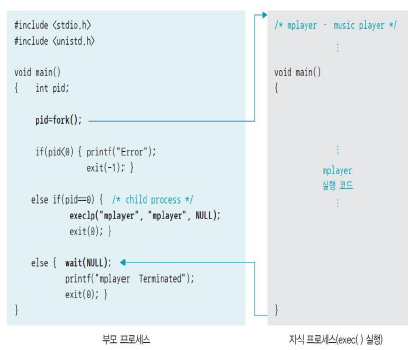 #include <stdio.h>
#include <unistd.h>
void main()
{ int pid;
pid=fork();
if(pid<0) { printf("Error");
exit(-1); }
else if(pid==0) { /* child process */
execlp("mplayer", "mplayer", NULL);
exit(0); }
else { wait(NULL);
printf("mplayer Terminated");
exit(0); }
}
부모 프로세스
/* mplayer - music player */
⋮
void main()
{
⋮
mplayer
실행 코드
⋮
}
자식 프로세스(exec( ) 실행)